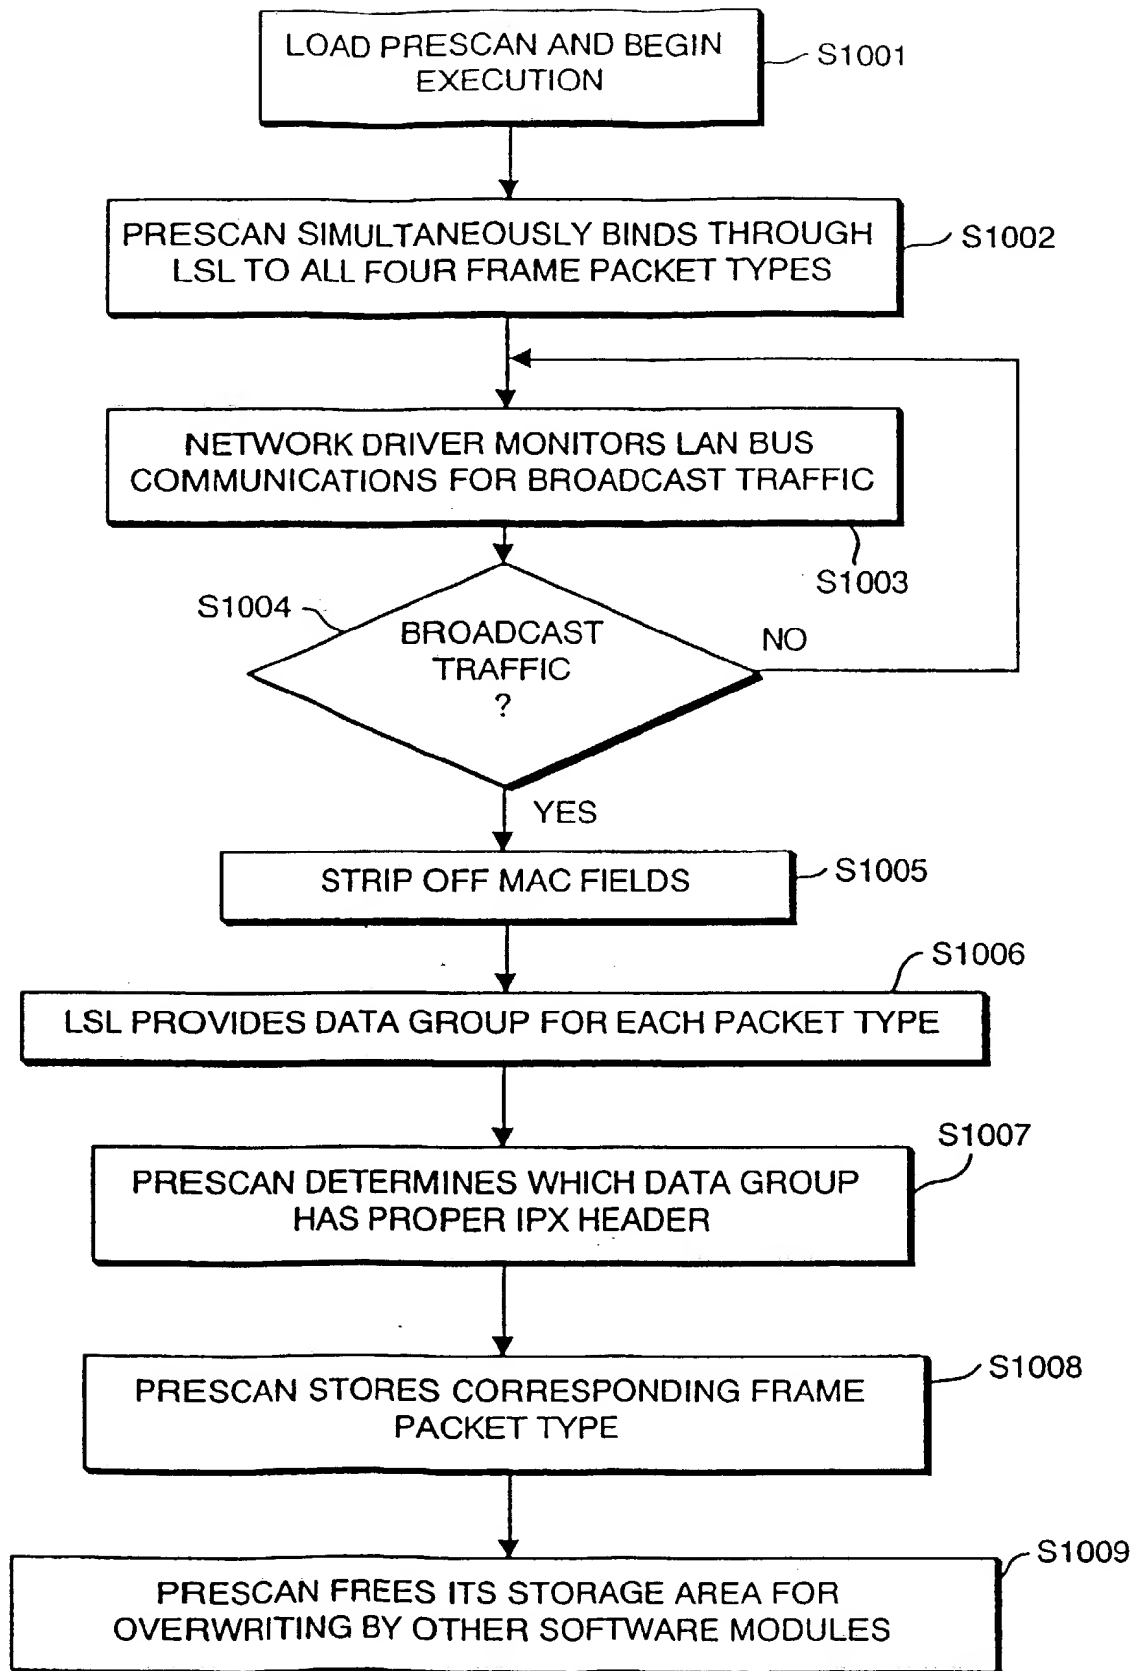 LOAD PRESCAN AND BEGIN
EXECUTION
S1001
PRESCAN SIMULTANEOUSLY BINDS THROUGH
LSL TO ALL FOUR FRAME PACKET TYPES
S1002
NETWORK DRIVER MONITORS LAN BUS
COMMUNICATIONS FOR BROADCAST TRAFFIC
S1003
S1004
BROADCAST
TRAFFIC
?
NO
YES
STRIP OFF MAC FIELDS
S1005
S1006
LSL PROVIDES DATA GROUP FOR EACH PACKET TYPE
S1007
PRESCAN DETERMINES WHICH DATA GROUP
HAS PROPER IPX HEADER
S1008
PRESCAN STORES CORRESPONDING FRAME
PACKET TYPE
S1009
PRESCAN FREES ITS STORAGE AREA FOR
OVERWRITING BY OTHER SOFTWARE MODULES